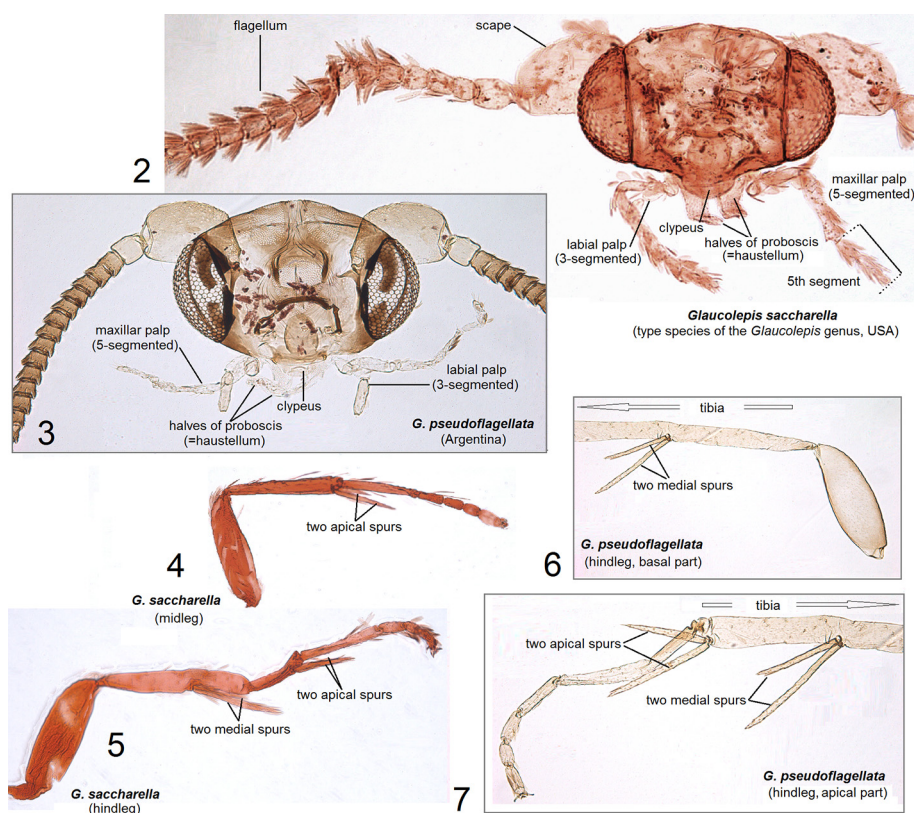 flagellum
scape
2
maxillar palp
(5-segmented)
clypeus
labial palp
(3-segmented)
halves of proboscis
(=haustellum)
5th segment
Glaucolepis saccharella
(type species of the Glaucolepis genus, USA)
maxillar palp
(5-segmented)
labial palp
(3-segmented)
clypeus
halves of proboscis
(=haustellum)
3
G. pseudoflagellata
(Argentina)
two apical spurs
4
G. saccharella
(midleg)
two apical spurs
two medial spurs
5
G. saccharella
(hindleg)
tibia
two medial spurs
6
G. pseudoflagellata
(hindleg, basal part)
tibia
two apical spurs
two medial spurs
7
G. pseudoflagellata
(hindleg, apical part)